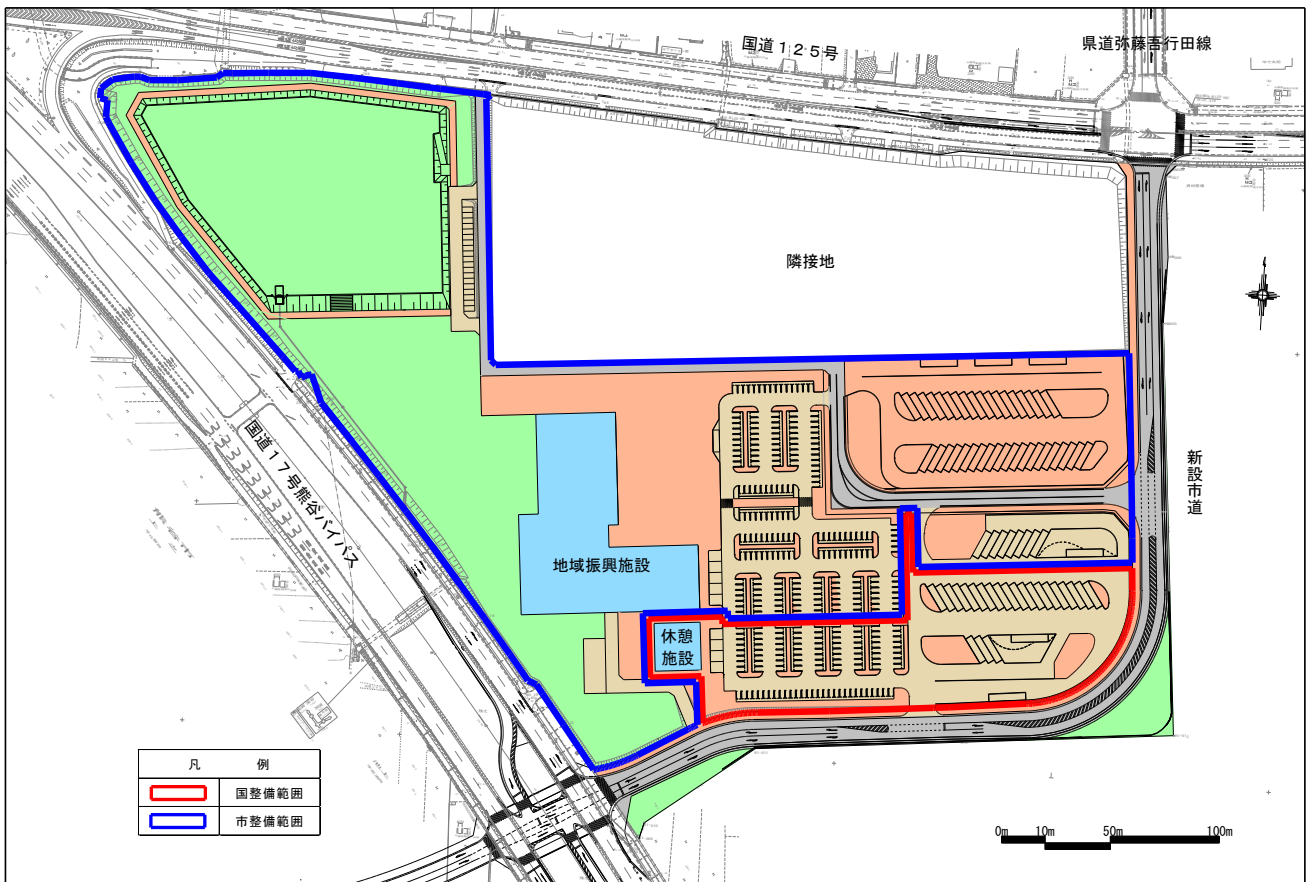 国道125号
県道弥藤吾行田線
隣接地
国道17号熊谷バイパス
新設市道
地域振興施設
休憩
施設
凡 例
国整備範囲
市整備範囲
0m 10m 50m 100m